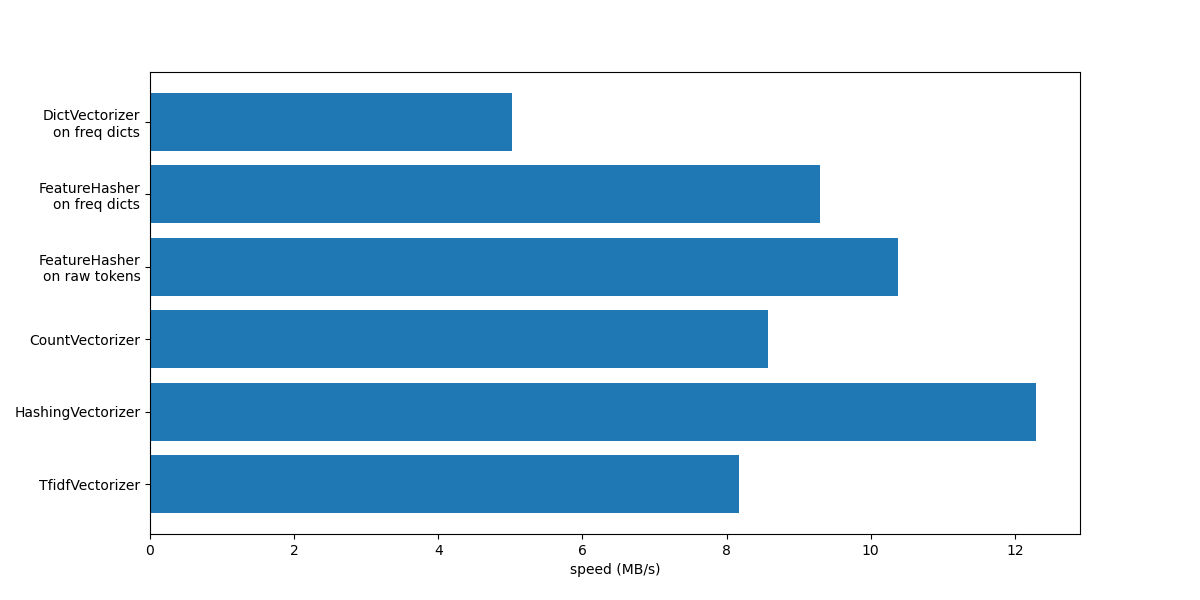 DictVectorizer
on freq dicts
FeatureHasher
on freq dicts
FeatureHasher
on raw tokens
CountVectorizer
HashingVectorizer
TfidfVectorizer
0 2 4 6 8 10 12
speed (MB/s)